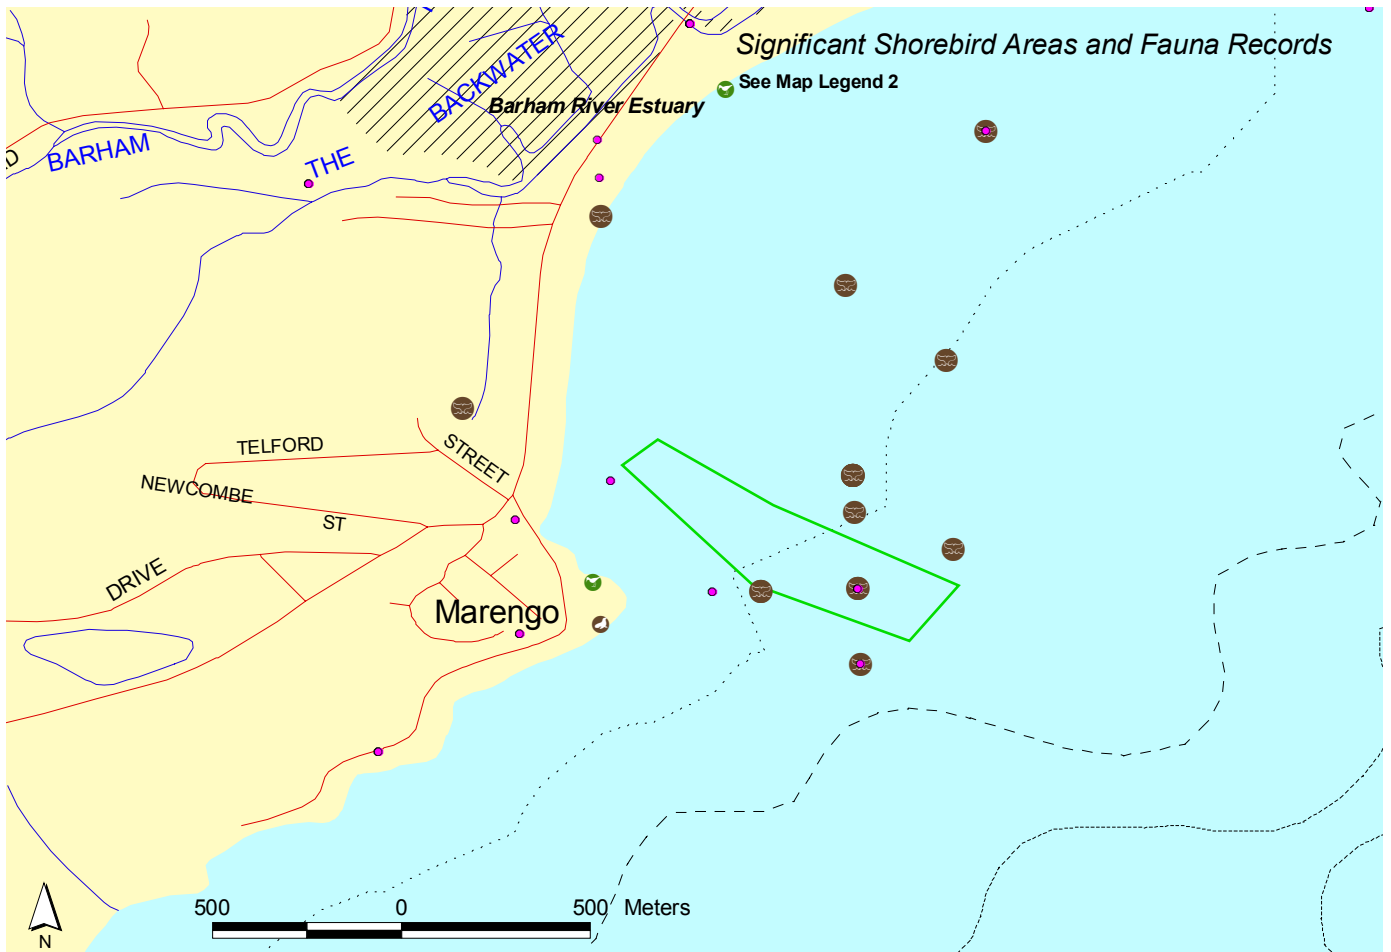 Significant Shorebird Areas and Fauna Records
See Map Legend 2
BACKWATER
Barham River Estuary
BARHAM
THE
TELFORD
STREET
NEWCOMBE
ST
DRIVE
Marengo
500 0 500 Meters
N